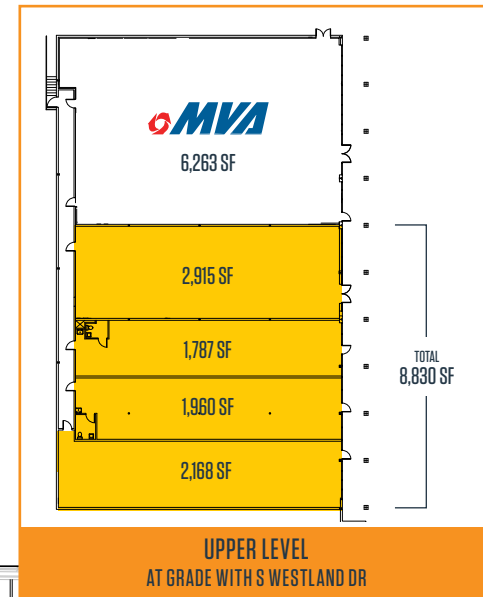 MVA
6,263 SF
2,915 SF
1,787 SF
1,960 SF
2,168 SF
TOTAL
8,830 SF
UPPER LEVEL
AT GRADE WITH S WESTLAND DR